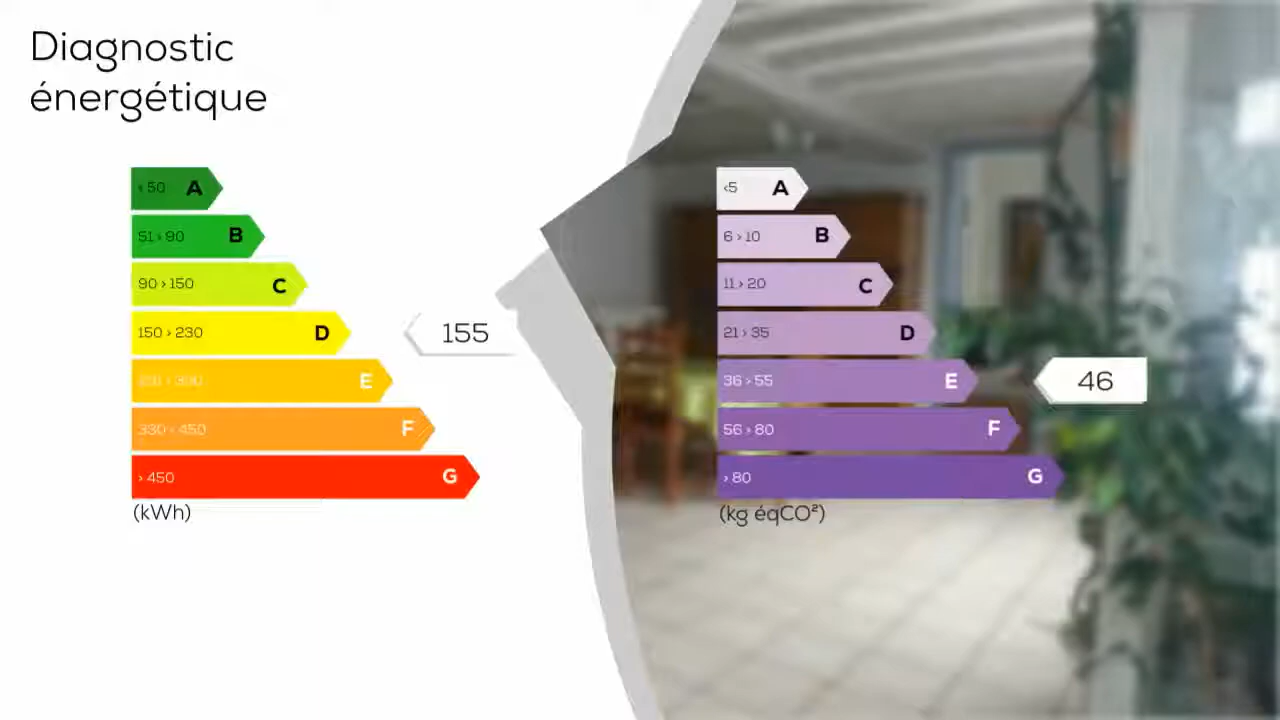 Diagnostic
énergétique
< 50 A
51 > 90 B
90 > 150 C
150 > 230 D
155
E
330 > 450 F
> 450 G
(kWh)
<5 A
6 > 10 B
11 > 20 C
21 > 35 D
36 > 55 E
46
56 > 80 F
> 80 G
(kg éqCO²)